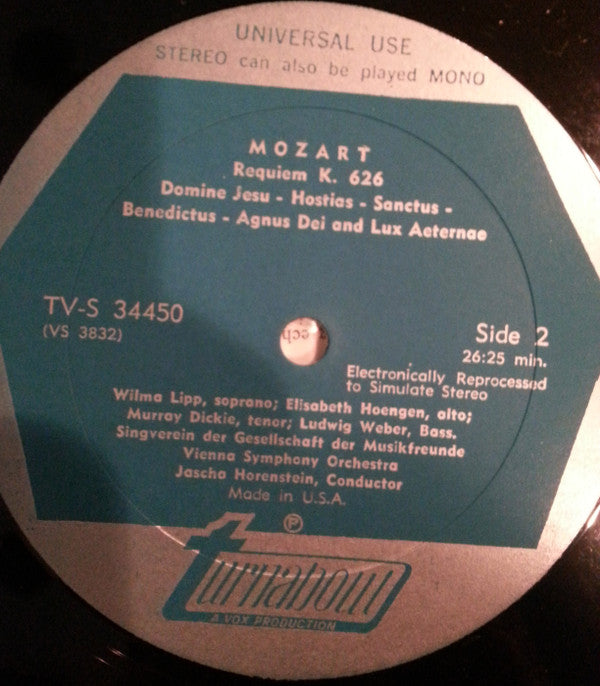 UNIVERSAL USE
STEREO can also be played MONO
MOZART
Requiem K. 626
Domine Jesu - Hostias - Sanctus -
Benedictus - Agnus Dei and Lux Aeternae
TV-S 34450
(VS 3832)
Side 2
26:25 min.
Electronically Reprocessed
to Simulate Stereo
Wilma Lipp, soprano; Elisabeth Hoengen, alto;
Murray Dickie, tenor; Ludwig Weber, Bass.
Singverein der Gesellschaft der Musikfreunde
Vienna Symphony Orchestra
Jascha Horenstein, Conductor
Made in U.S.A.
℗
turnabout
A VOX PRODUCTION